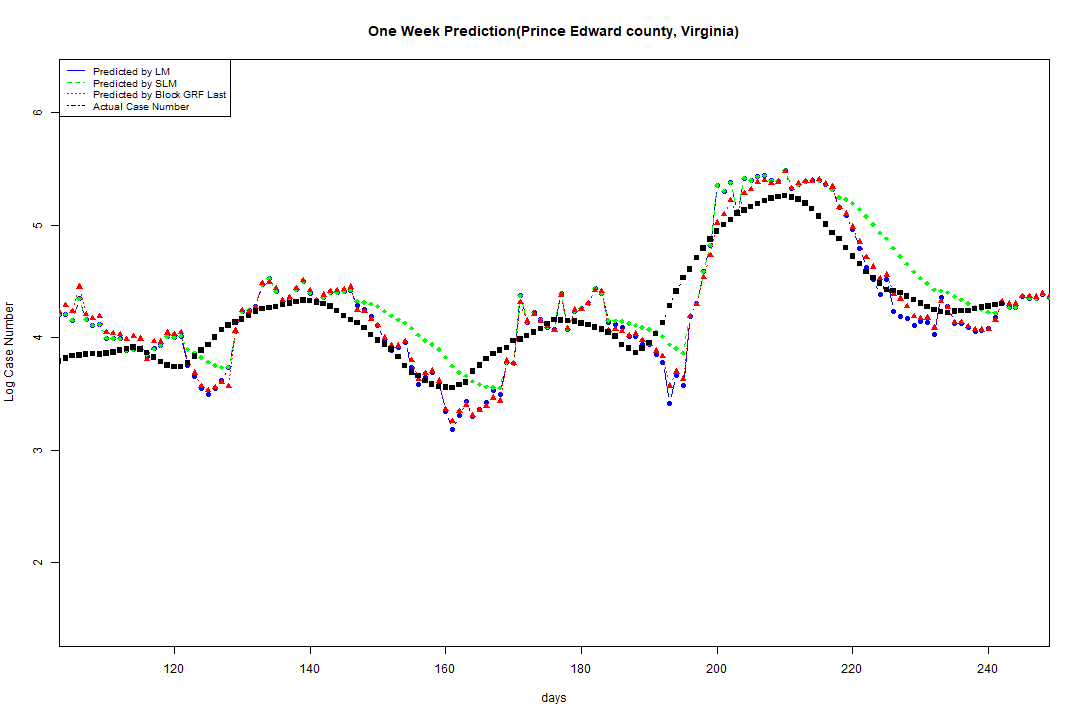 One Week Prediction(Prince Edward county, Virginia)
Predicted by LM
Predicted by SLM
Predicted by Block GRF Last
Actual Case Number
Log Case Number
6
5
4
3
2
120 140 160 180 200 220 240
days